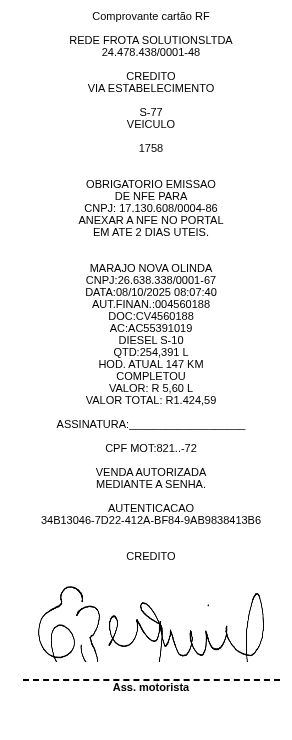 Comprovante cartão RF
REDE FROTA SOLUTIONSLTDA
24.478.438/0001-48
CREDITO
VIA ESTABELECIMENTO
S-77
VEICULO
1758
OBRIGATORIO EMISSAO
DE NFE PARA
CNPJ: 17.130.608/0004-86
ANEXAR A NFE NO PORTAL
EM ATE 2 DIAS UTEIS.
MARAJO NOVA OLINDA
CNPJ:26.638.338/0001-67
DATA:08/10/2025 08:07:40
AUT.FINAN.:004560188
DOC:CV4560188
AC:AC55391019
DIESEL S-10
QTD:254,391 L
HOD. ATUAL 147 KM
COMPLETOU
VALOR: R 5,60 L
VALOR TOTAL: R1.424,59
ASSINATURA:___________________
CPF MOT:821..-72
VENDA AUTORIZADA
MEDIANTE A SENHA.
AUTENTICACAO
34B13046-7D22-412A-BF84-9AB9838413B6
CREDITO
Ass. motorista